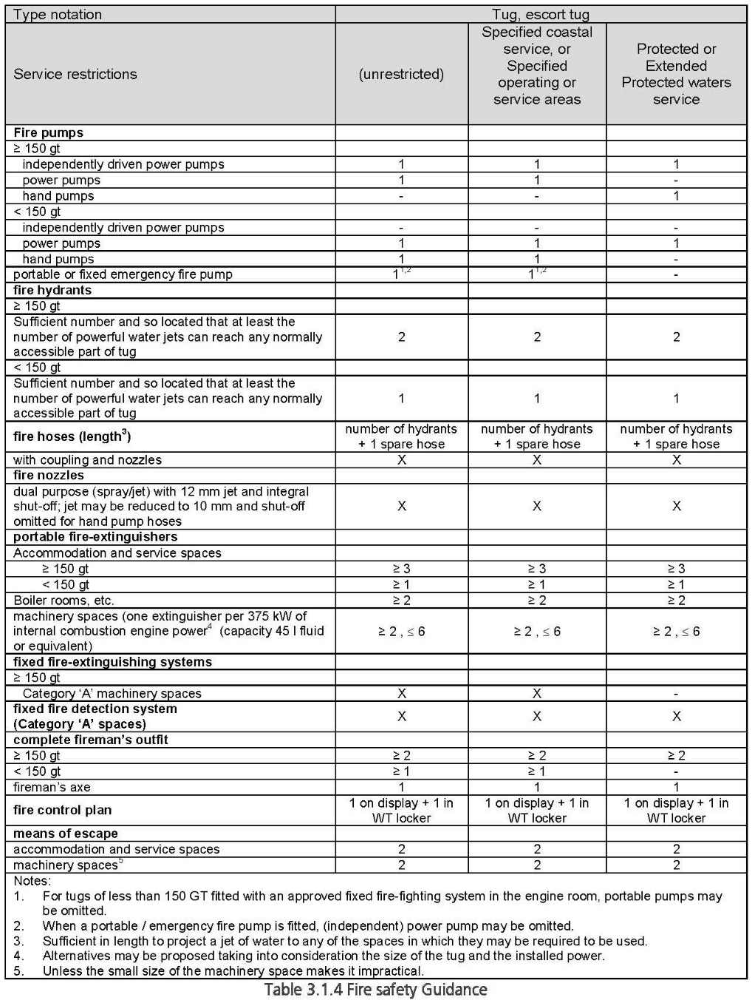 Type notation Tug, escort tug
Service restrictions (unrestricted) Specified coastal service, or Specified operating or service areas Protected or Extended Protected waters service
Fire pumps
≥ 150 gt
independently driven power pumps 1 1 1
power pumps 1 1 -
hand pumps - - 1
< 150 gt
independently driven power pumps - - -
power pumps 1 1 1
hand pumps 1 1 -
portable or fixed emergency fire pump 1^1,2 1^1,2 -
fire hydrants
≥ 150 gt
Sufficient number and so located that at least the
number of powerful water jets can reach any normally 2 2 2
accessible part of tug
< 150 gt
Sufficient number and so located that at least the
number of powerful water jets can reach any normally 1 1 1
accessible part of tug
fire hoses (length³) number of hydrants + 1 spare hose number of hydrants + 1 spare hose number of hydrants + 1 spare hose
with coupling and nozzles X X X
fire nozzles
dual purpose (spray/jet) with 12 mm jet and integral
shut-off; jet may be reduced to 10 mm and shut-off X X X
omitted for hand pump hoses
portable fire-extinguishers
Accommodation and service spaces
≥ 150 gt ≥ 3 ≥ 3 ≥ 3
< 150 gt ≥ 1 ≥ 1 ≥ 1
Boiler rooms, etc. ≥ 2 ≥ 2 ≥ 2
machinery spaces (one extinguisher per 375 kW of
internal combustion engine power⁴ (capacity 45 l fluid ≥ 2 , ≤ 6 ≥ 2 , ≤ 6 ≥ 2 , ≤ 6
or equivalent)
fixed fire-extinguishing systems
≥ 150 gt
Category ‘A’ machinery spaces X X -
fixed fire detection system
(Category ‘A’ spaces) X X X
complete fireman’s outfit
≥ 150 gt ≥ 2 ≥ 2 ≥ 2
< 150 gt ≥ 1 ≥ 1 -
fireman’s axe 1 1 1
fire control plan 1 on display + 1 in WT locker 1 on display + 1 in WT locker 1 on display + 1 in WT locker
means of escape
accommodation and service spaces 2 2 2
machinery spaces⁵ 2 2 2
Notes:
1. For tugs of less than 150 GT fitted with an approved fixed fire-fighting system in the engine room, portable pumps may
be omitted.
2. When a portable / emergency fire pump is fitted, (independent) power pump may be omitted.
3. Sufficient in length to project a jet of water to any of the spaces in which they may be required to be used.
4. Alternatives may be proposed taking into consideration the size of the tug and the installed power.
5. Unless the small size of the machinery space makes it impractical.
Table 3.1.4 Fire safety Guidance